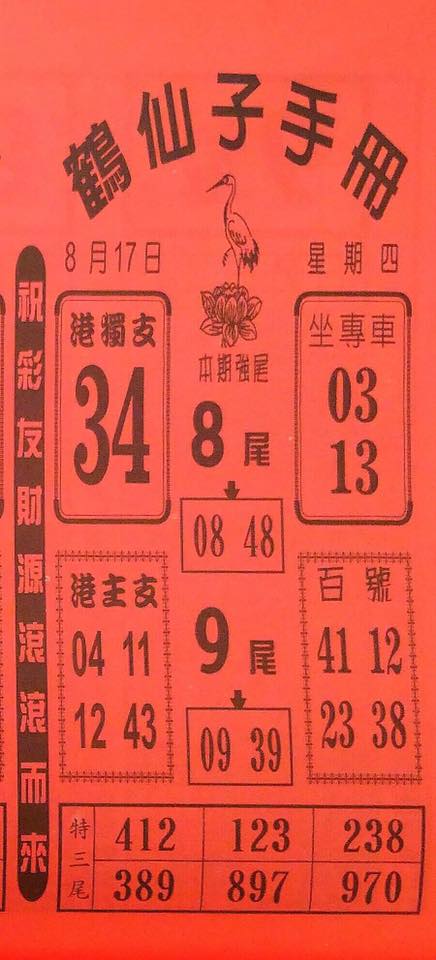 鶴仙子手冊
8月17日
星期四
祝彩友財源滾滾而來
港獨支
34
本期強尾
8尾
08 48
坐專車
03
13
港主支
04 11
12 43
9尾
09 39
百號
41 12
23 38
特三尾
412 123 238
389 897 970